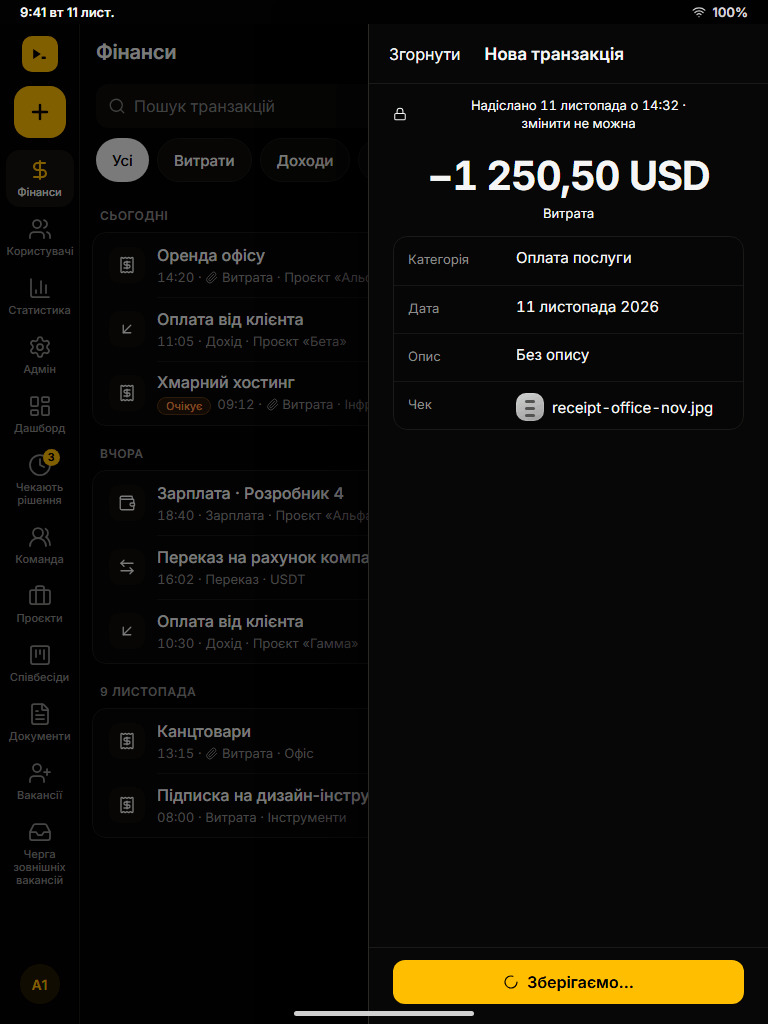 9:41 вт 11 лист.
100%
Фінанси
Користувачі
Статистика
Адмін
Дашборд
3
Чекають
рішення
Команда
Проєкти
Співбесіди
Документи
Вакансії
Черга
зовнішніх
вакансій
А1
Фінанси
Пошук транзакцій
Усі
Витрати
Доходи
СЬОГОДНІ
Оренда офісу
14:20 · Витрата · Проєкт «Аль
Оплата від клієнта
11:05 · Дохід · Проєкт «Бета»
Хмарний хостинг
Очікує 09:12 · Витрата · Інф
ВЧОРА
Зарплата · Розробник 4
18:40 · Зарплата · Проєкт «Альфа
Переказ на рахунок компа
16:02 · Переказ · USDT
Оплата від клієнта
10:30 · Дохід · Проєкт «Гамма»
9 ЛИСТОПАДА
Канцтовари
13:15 · Витрата · Офіс
Підписка на дизайн-інстру
08:00 · Витрата · Інструменти
Згорнути
Нова транзакція
Надіслано 11 листопада о 14:32 ·
змінити не можна
−1 250,50 USD
Витрата
Категорія
Оплата послуги
Дата
11 листопада 2026
Опис
Без опису
Чек
receipt-office-nov.jpg
Зберігаємо...